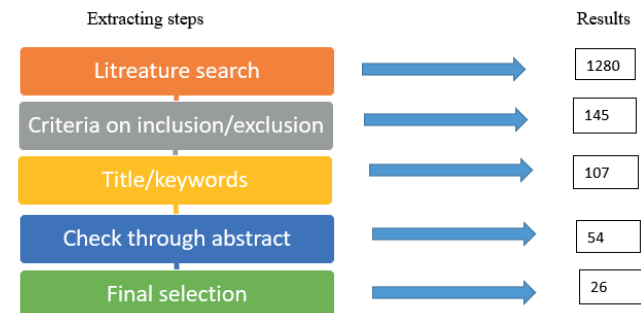 Extracting steps Results
Litreature search 1280
Criteria on inclusion/exclusion 145
Title/keywords 107
Check through abstract 54
Final selection 26